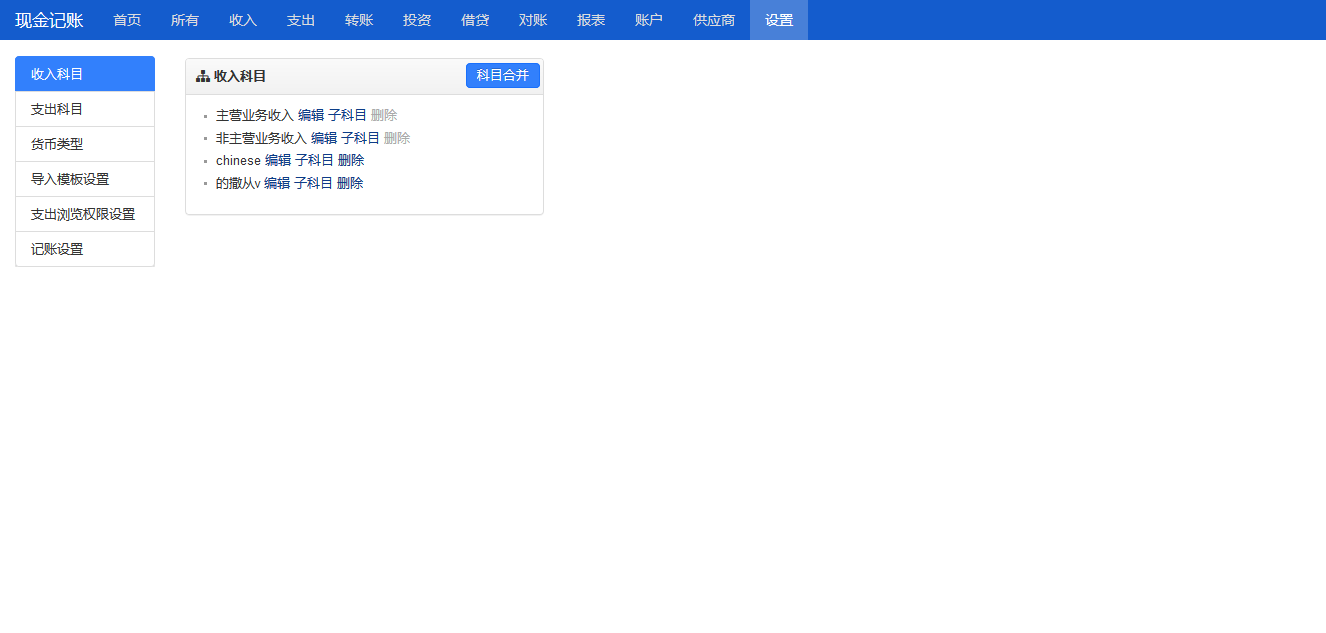 现金记账 首页 所有 收入 支出 转账 投资 借贷 对账 报表 账户 供应商 设置
收入科目
支出科目
货币类型
导入模板设置
支出浏览权限设置
记账设置
收入科目 科目合并
主营业务收入 编辑 子科目 删除
非主营业务收入 编辑 子科目 删除
chinese 编辑 子科目 删除
的撒从v 编辑 子科目 删除